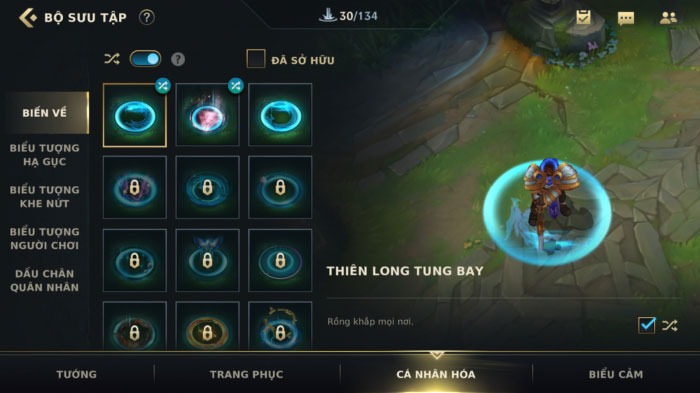 BỘ SƯU TẬP ?
30/134
?
ĐÃ SỞ HỮU
BIẾN VỀ
BIỂU TƯỢNG
HẠ GỤC
BIỂU TƯỢNG
KHE NỨT
BIỂU TƯỢNG
NGƯỜI CHƠI
DẤU CHÂN
QUÂN NHÂN
THIÊN LONG TUNG BAY
Rồng khắp mọi nơi.
TƯỚNG
TRANG PHỤC
CÁ NHÂN HÓA
BIỂU CẢM